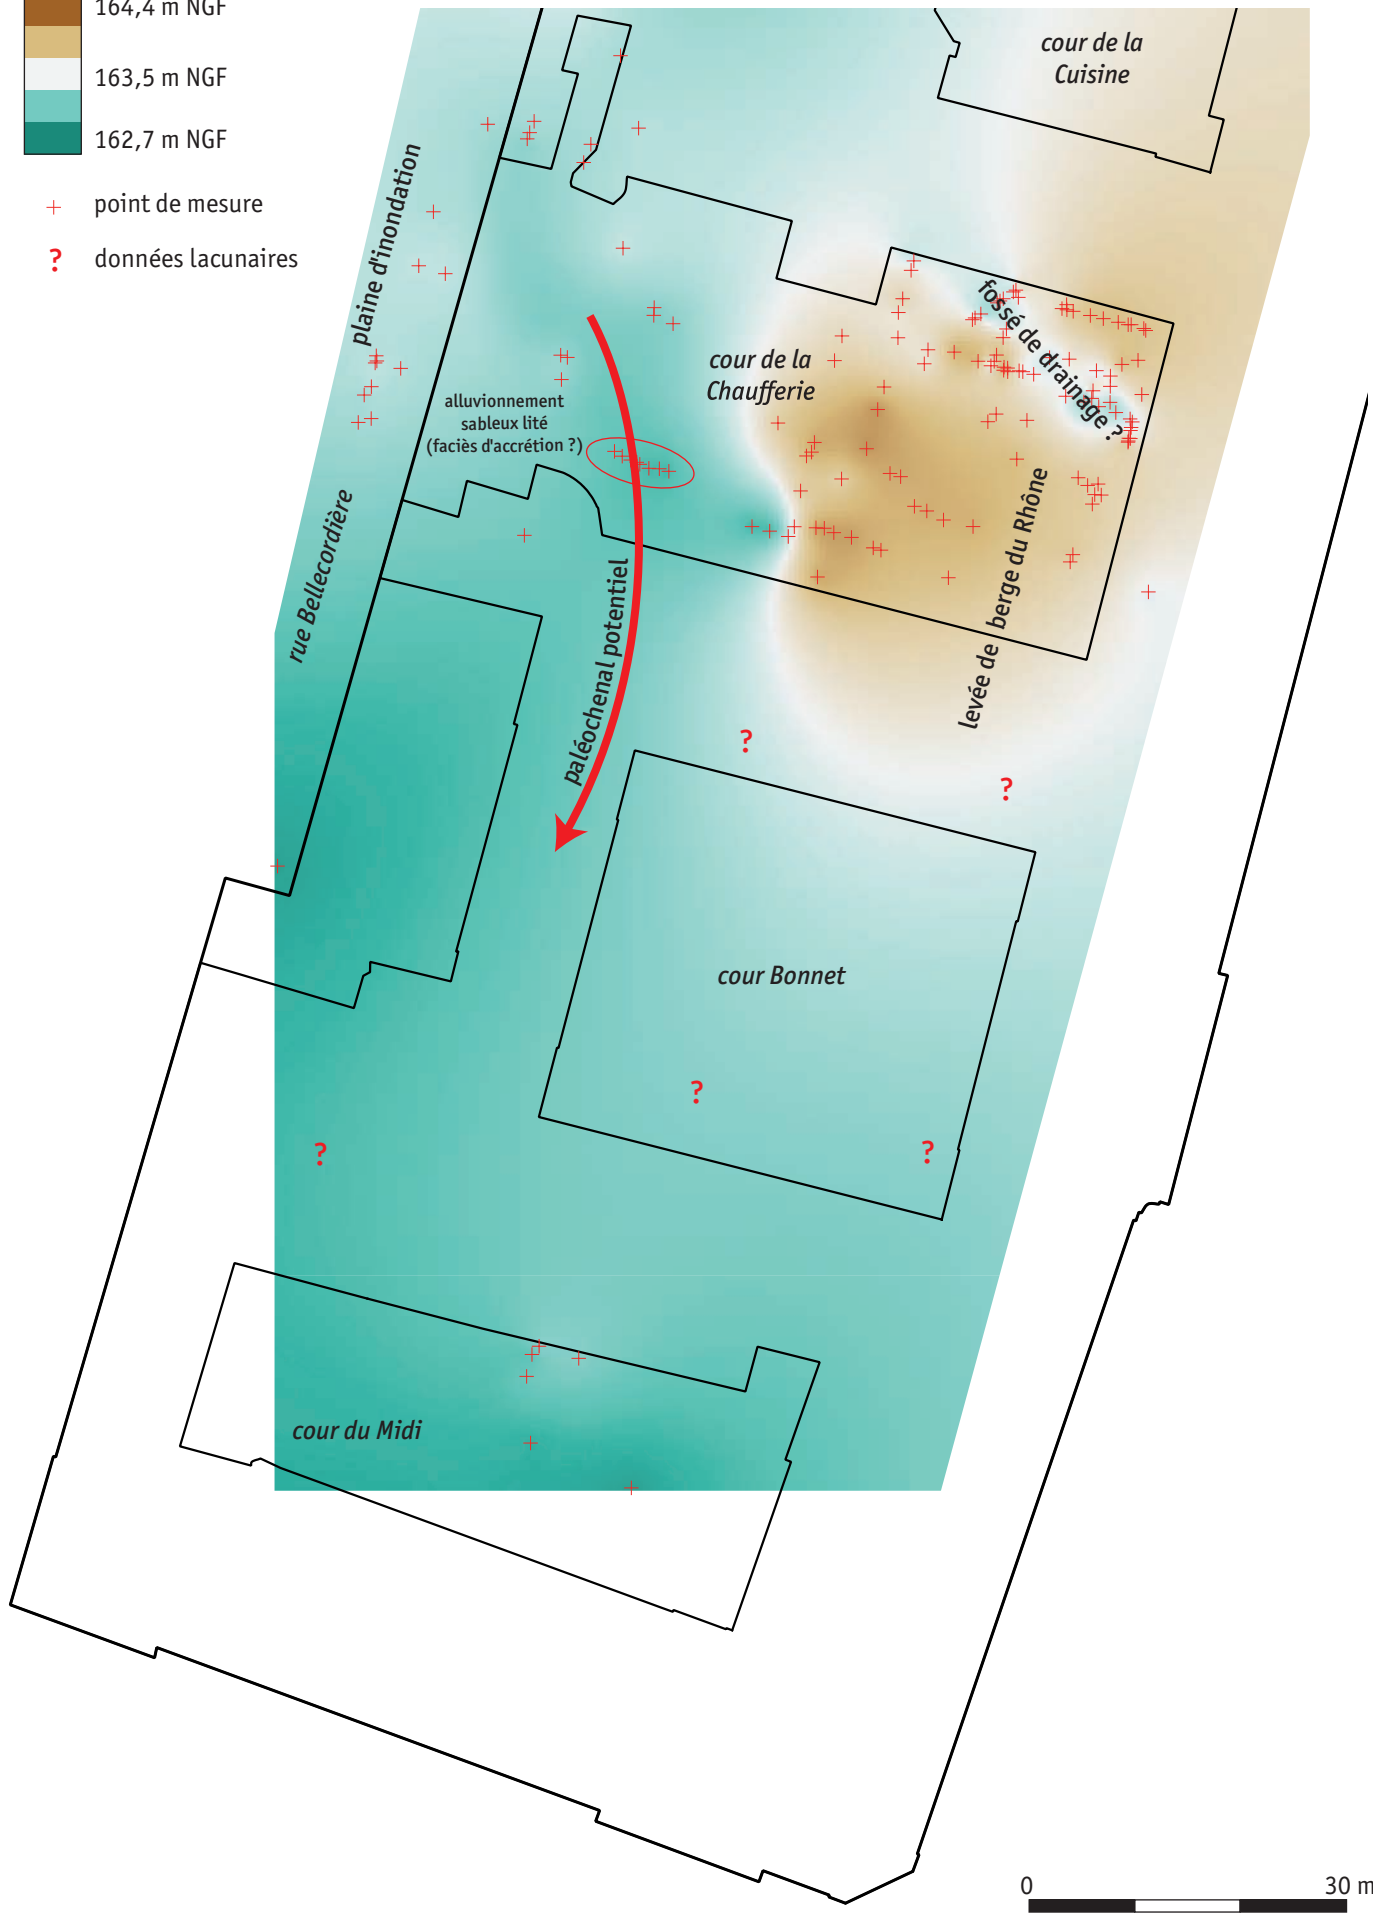 164,4 m NGF
163,5 m NGF
162,7 m NGF
+ point de mesure
? données lacunaires
cour de la
Cuisine
plaine d'inondation
fossé de drainage ?
cour de la
Chaufferie
alluvionnement
sableux lité
(faciès d'accrétion ?)
rue Bellecordière
levée de berge du Rhône
paléochenal potentiel
?
?
cour Bonnet
?
?
?
cour du Midi
0 30 m